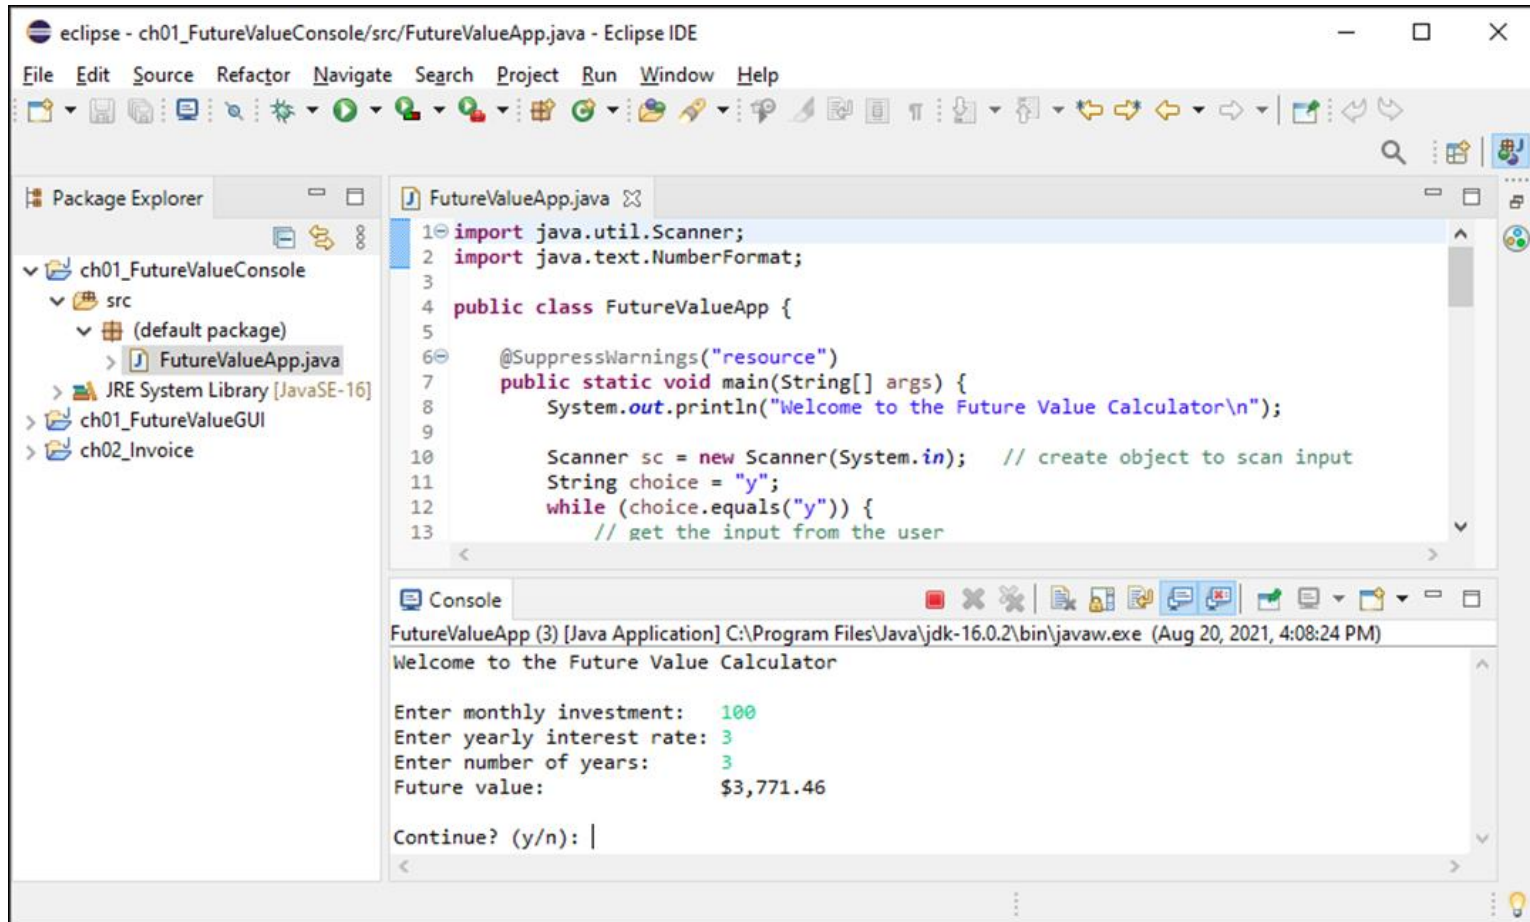 eclipse - ch01_FutureValueConsole/src/FutureValueApp.java - Eclipse IDE
File Edit Source Refactor Navigate Search Project Run Window Help
Package Explorer
ch01_FutureValueConsole
src
(default package)
FutureValueApp.java
JRE System Library [JavaSE-16]
ch01_FutureValueGUI
ch02_Invoice
FutureValueApp.java
1 import java.util.Scanner;
2 import java.text.NumberFormat;
3
4 public class FutureValueApp {
5
6 @SuppressWarnings("resource")
7 public static void main(String[] args) {
8 System.out.println("Welcome to the Future Value Calculator\n");
9
10 Scanner sc = new Scanner(System.in); // create object to scan input
11 String choice = "y";
12 while (choice.equals("y")) {
13 // get the input from the user
Console
FutureValueApp (3) [Java Application] C:\Program Files\Java\jdk-16.0.2\bin\javaw.exe (Aug 20, 2021, 4:08:24 PM)
Welcome to the Future Value Calculator
Enter monthly investment: 100
Enter yearly interest rate: 3
Enter number of years: 3
Future value: $3,771.46
Continue? (y/n):